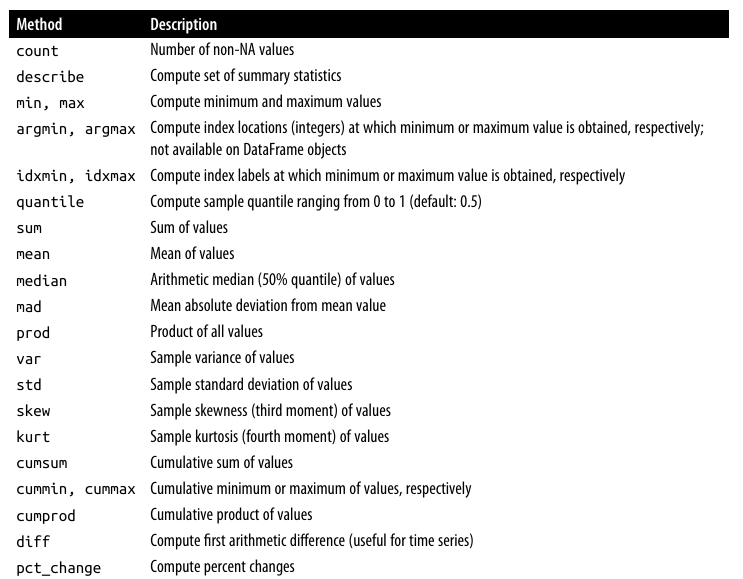 Method Description
count Number of non-NA values
describe Compute set of summary statistics
min, max Compute minimum and maximum values
argmin, argmax Compute index locations (integers) at which minimum or maximum value is obtained, respectively;
not available on DataFrame objects
idxmin, idxmax Compute index labels at which minimum or maximum value is obtained, respectively
quantile Compute sample quantile ranging from 0 to 1 (default: 0.5)
sum Sum of values
mean Mean of values
median Arithmetic median (50% quantile) of values
mad Mean absolute deviation from mean value
prod Product of all values
var Sample variance of values
std Sample standard deviation of values
skew Sample skewness (third moment) of values
kurt Sample kurtosis (fourth moment) of values
cumsum Cumulative sum of values
cummin, cummax Cumulative minimum or maximum of values, respectively
cumprod Cumulative product of values
diff Compute first arithmetic difference (useful for time series)
pct_change Compute percent changes